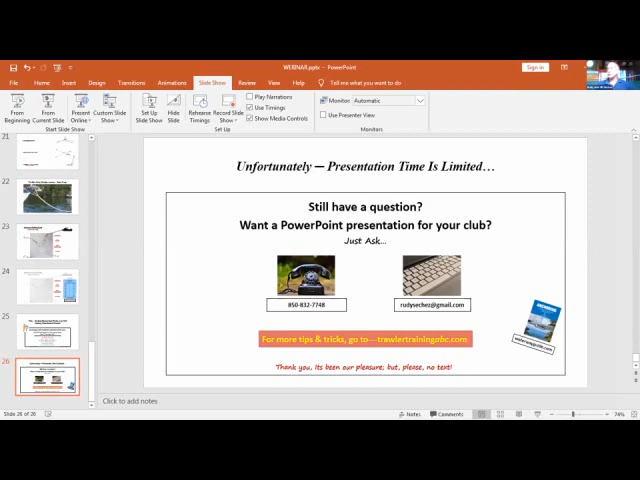 WEBINAR.pptx - PowerPoint
Sign in
File Home Insert Design Transitions Animations Slide Show Review View Help Tell me what you want to do
From Beginning
From Current Slide
Present Online
Custom Slide Show
Set Up Slide Show
Hide Slide
Rehearse Timings
Record Slide Show
Play Narrations
Use Timings
Show Media Controls
Monitor: Automatic
Use Presenter View
Start Slide Show
Set Up
Monitors
21
22
23
24
25
26
Unfortunately — Presentation Time Is Limited...
Still have a question?
Want a PowerPoint presentation for your club?
Just Ask...
850-832-7748
rudysechez@gmail.com
For more tips & tricks, go to---trawlertrainingabc.com
Thank you, its been our pleasure; but, please, no text!
Click to add notes
Slide 26 of 26
Notes
Comments
74%